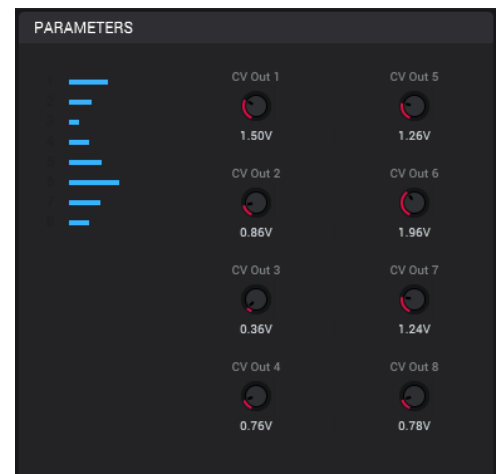 PARAMETERS
CV Out 1
CV Out 5
1.50V
1.26V
CV Out 2
CV Out 6
0.86V
1.96V
CV Out 3
CV Out 7
0.36V
1.24V
CV Out 4
CV Out 8
0.76V
0.78V